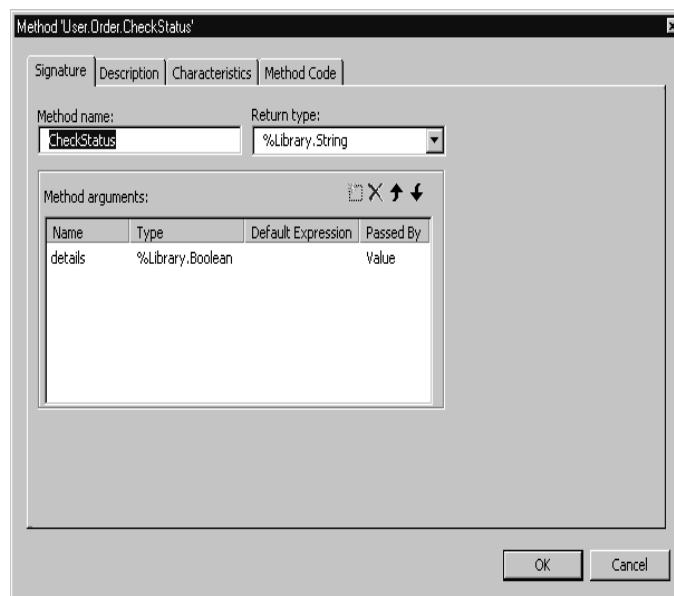 Method 'User.Order.CheckStatus'
Signature Description Characteristics Method Code
Method name: Return type:
CheckStatus %Library.String
Method arguments:
Name Type Default Expression Passed By
details %Library.Boolean Value
OK Cancel